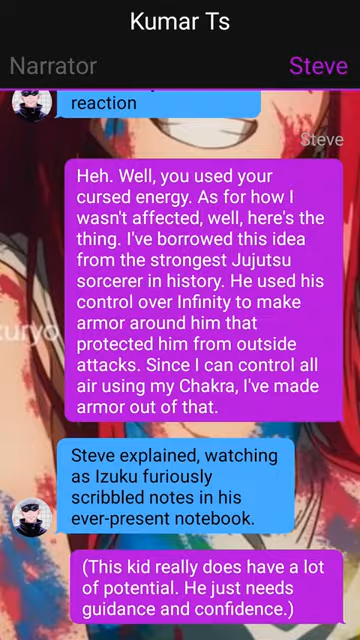 Kumar Ts
Narrator
Steve
reaction
Steve
Heh. Well, you used your
cursed energy. As for how I
wasn't affected, well, here's the
thing. I've borrowed this idea
from the strongest Jujutsu
sorcerer in history. He used his
control over Infinity to make
armor around him that
protected him from outside
attacks. Since I can control all
air using my Chakra, I've made
armor out of that.
Steve explained, watching
as Izuku furiously
scribbled notes in his
ever-present notebook.
(This kid really does have a lot
of potential. He just needs
guidance and confidence.)